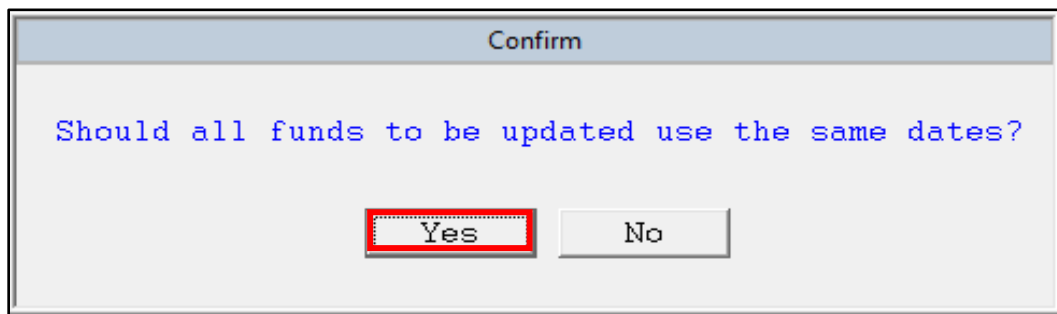 Confirm
Should all funds to be updated use the same dates?
Yes No